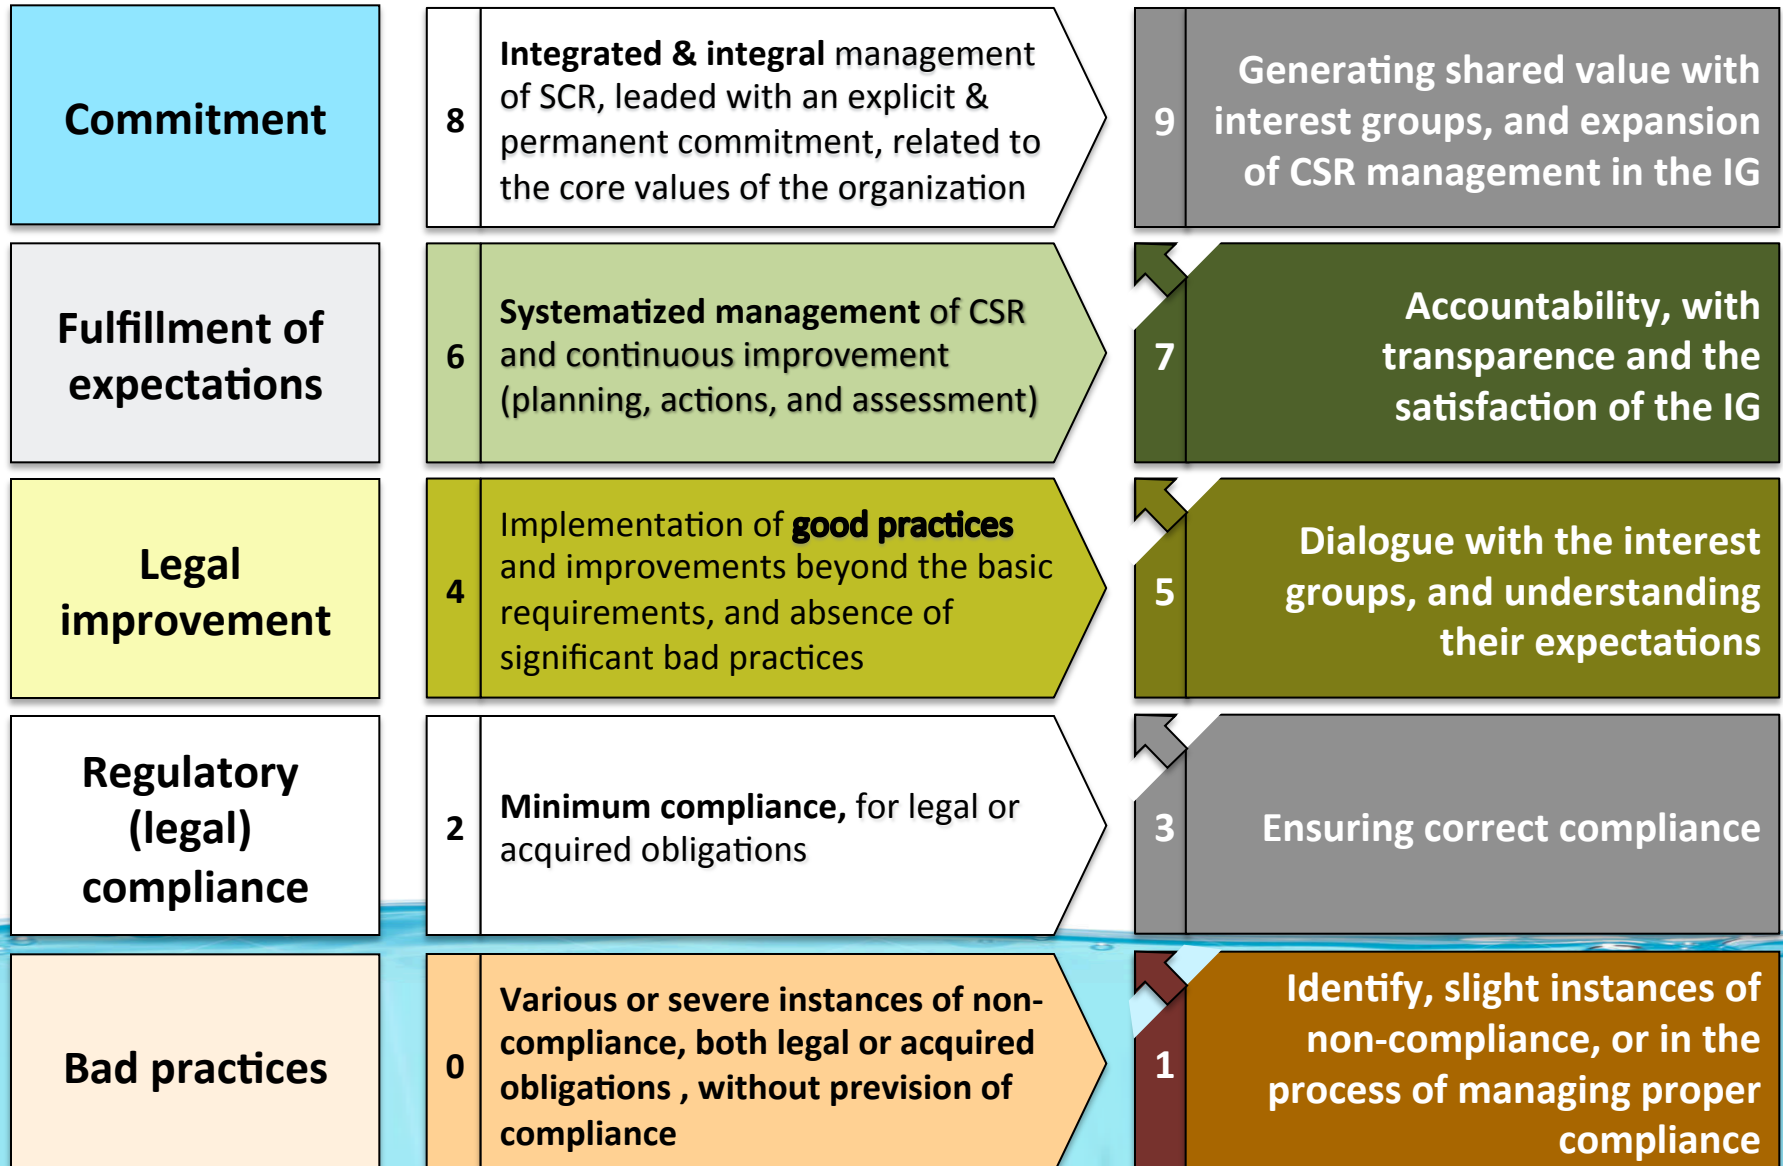 Commitment
8
Integrated & integral management
of SCR, leaded with an explicit &
permanent commitment, related to
the core values of the organization
9
Generating shared value with
interest groups, and expansion
of CSR management in the IG
Fulfillment of
expectations
6
Systematized management of CSR
and continuous improvement
(planning, actions, and assessment)
7
Accountability, with
transparence and the
satisfaction of the IG
Legal
improvement
4
Implementation of good practices
and improvements beyond the basic
requirements, and absence of
significant bad practices
5
Dialogue with the interest
groups, and understanding
their expectations
Regulatory
(legal)
compliance
2
Minimum compliance, for legal or
acquired obligations
3
Ensuring correct compliance
Bad practices
0
Various or severe instances of non-
compliance, both legal or acquired
obligations , without prevision of
compliance
1
Identify, slight instances of
non-compliance, or in the
process of managing proper
compliance